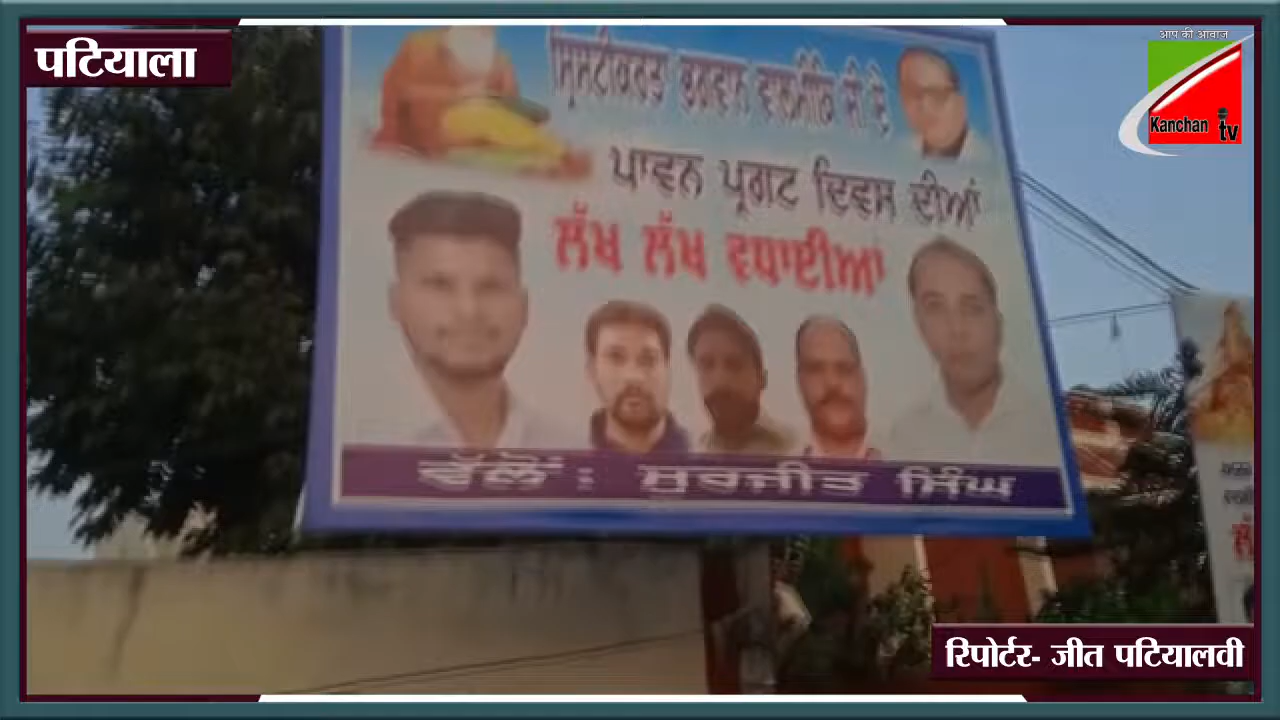 पटियाला
आप की आवाज
Kanchan tv
ਸ੍ਰਿਸ਼ਟੀਕਰਤਾ ਭਗਵਾਨ ਵਾਲਮੀਕਿ ਜੀ ਦੇ
ਪਾਵਨ ਪ੍ਰਗਟ ਦਿਵਸ ਦੀਆਂ
ਲੱਖ ਲੱਖ ਵਧਾਈਆਂ
ਵੱਲੋਂ : ਸੁਰਜੀਤ ਸਿੰਘ
रिपोर्टर- जीत पटियालवी